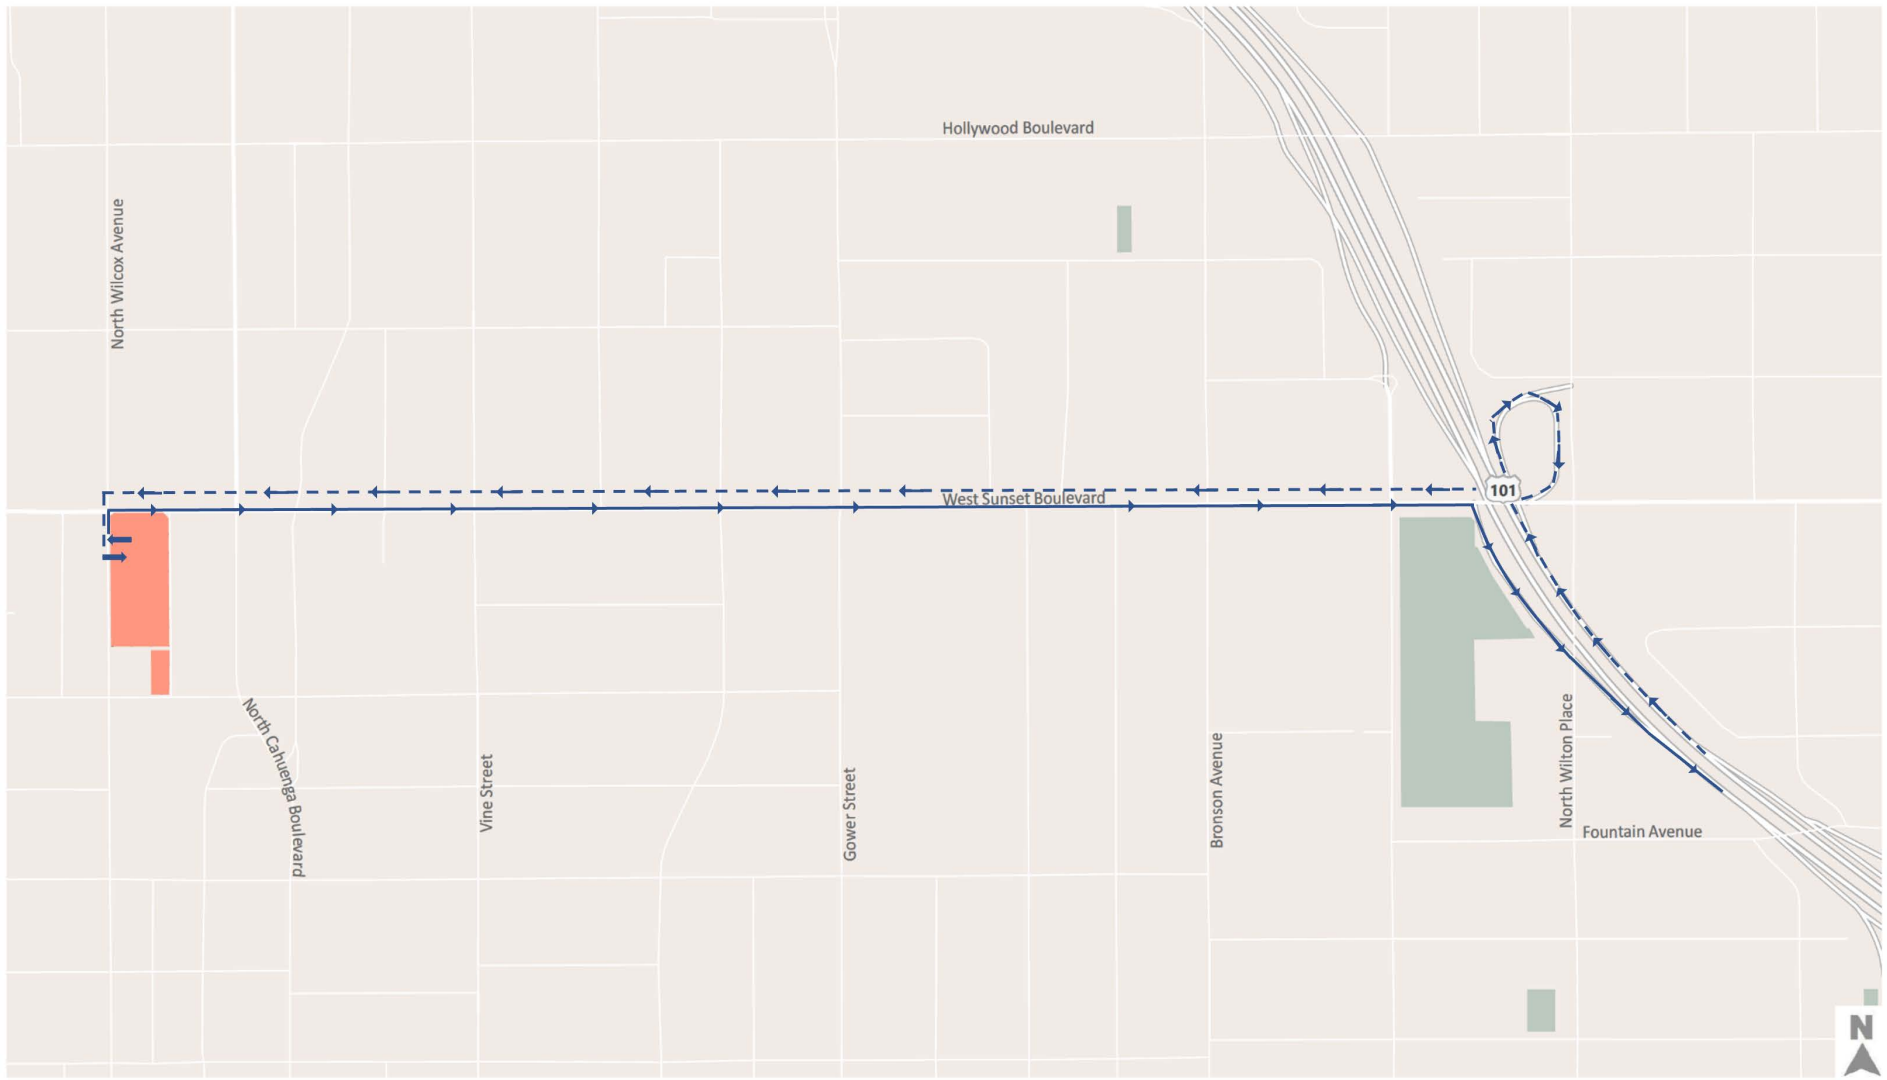 Hollywood Boulevard
North Wilcox Avenue
101
West Sunset Boulevard
North Cahuenga Boulevard
Vine Street
Gower Street
Bronson Avenue
North Wilton Place
Fountain Avenue
N